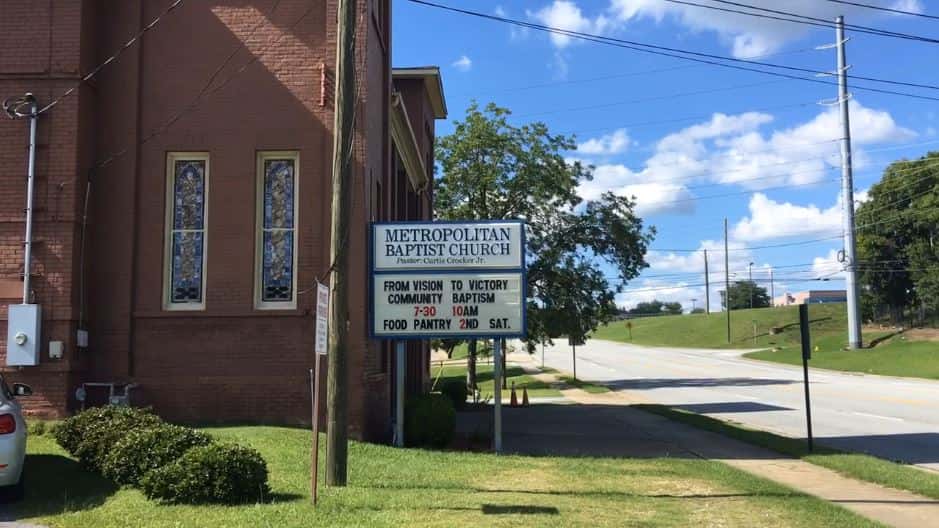 METROPOLITAN
BAPTIST CHURCH
Pastor: Curtis Crocker Jr.
FROM VISION TO VICTORY
COMMUNITY BAPTISM
7-30 10AM
FOOD PANTRY 2ND SAT.